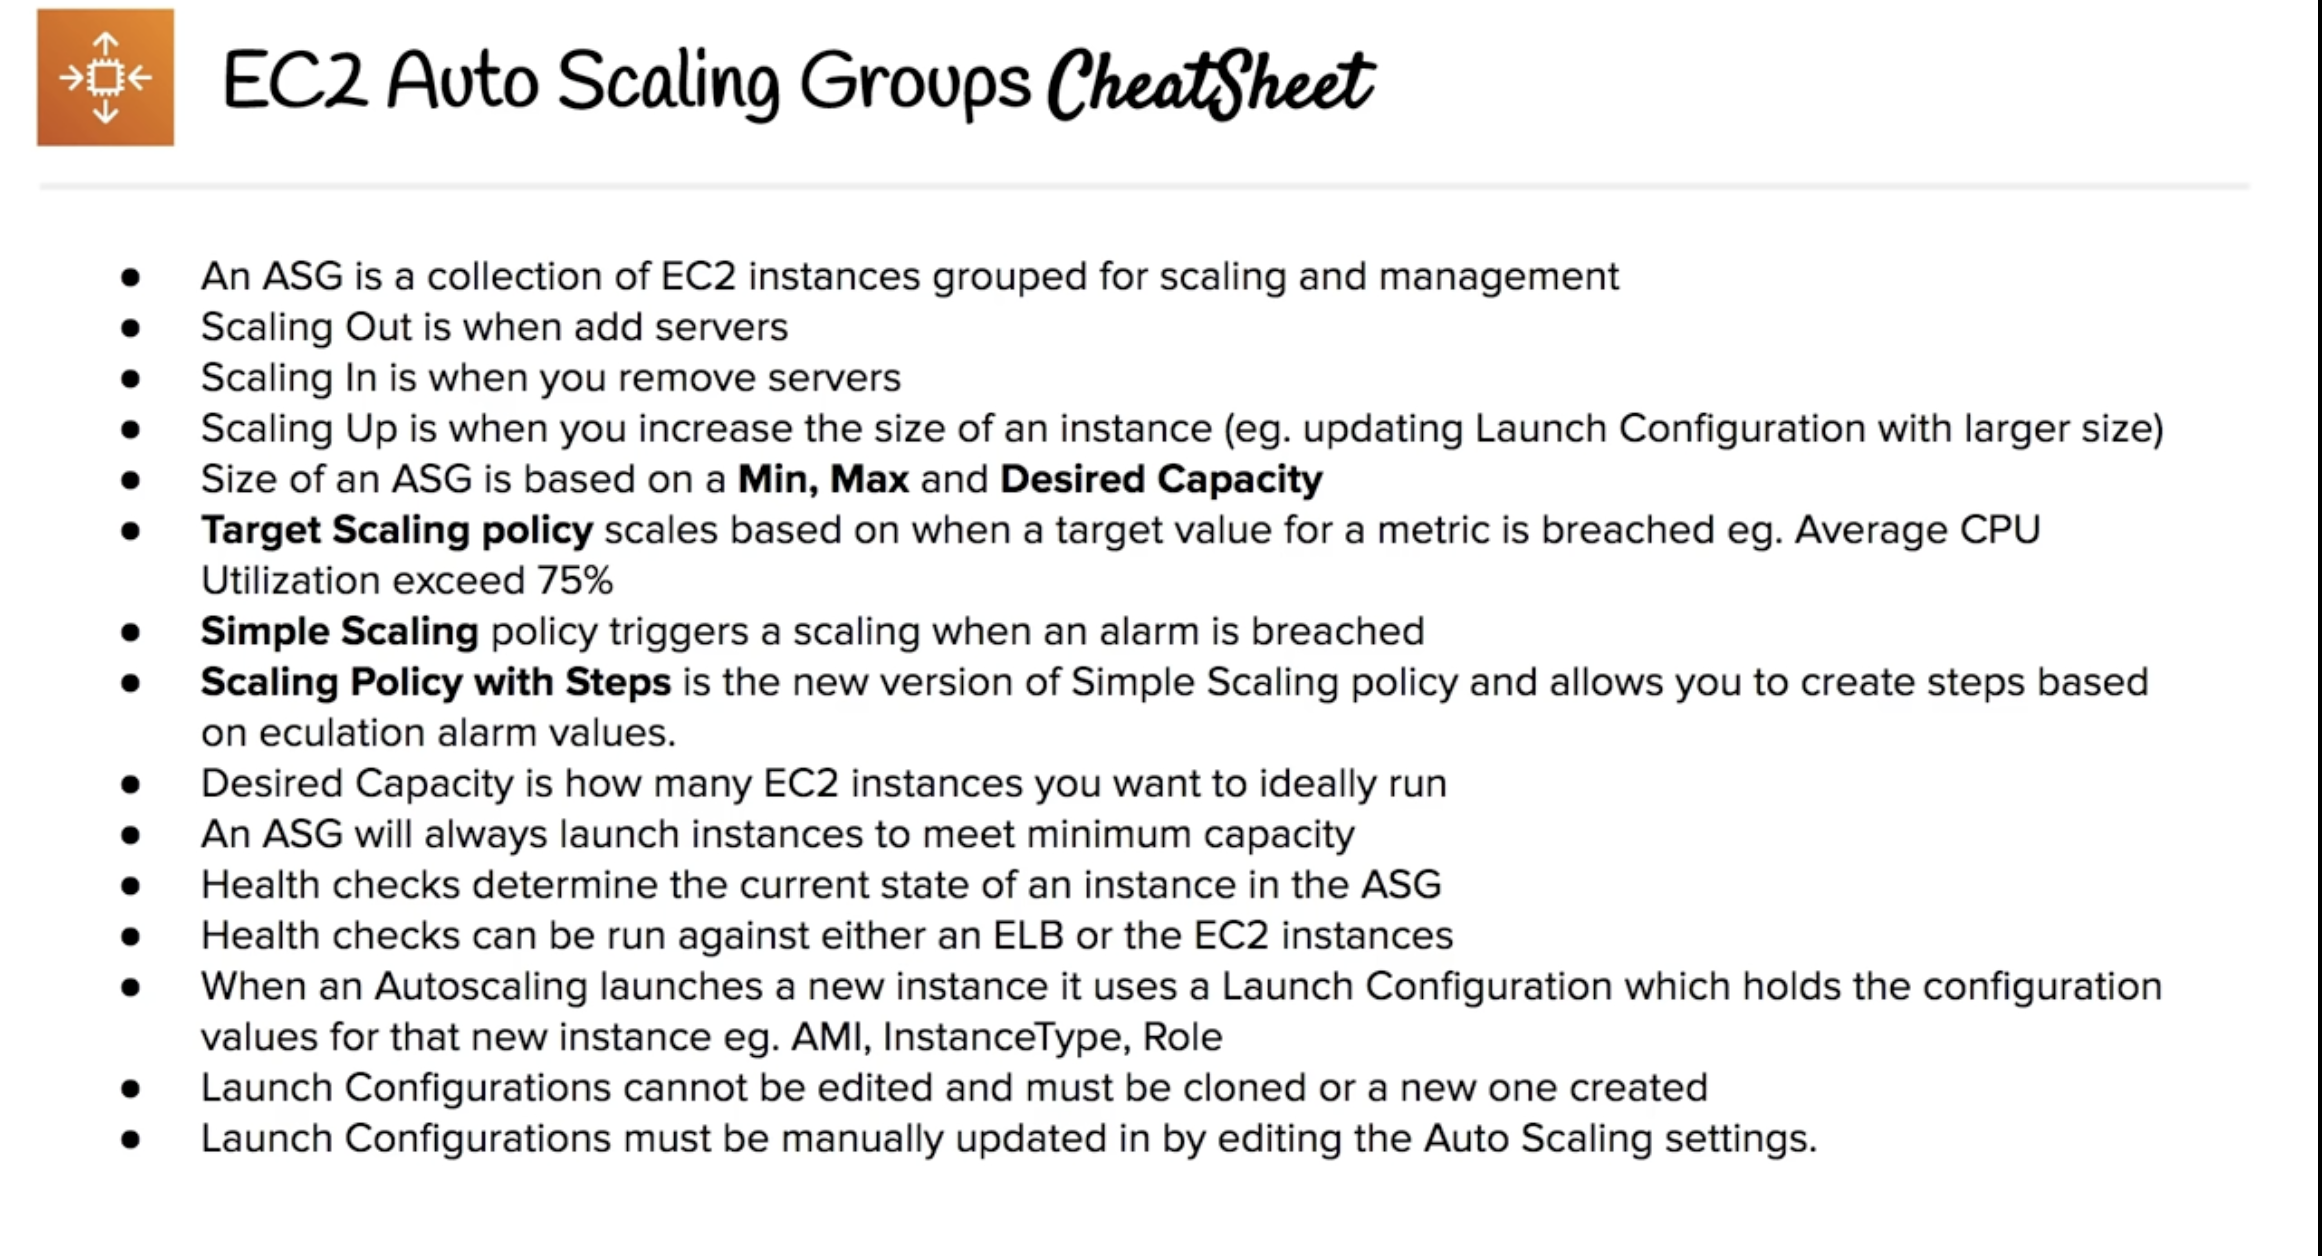 EC2 Auto Scaling Groups CheatSheet
● An ASG is a collection of EC2 instances grouped for scaling and management
● Scaling Out is when add servers
● Scaling In is when you remove servers
● Scaling Up is when you increase the size of an instance (eg. updating Launch Configuration with larger size)
● Size of an ASG is based on a Min, Max and Desired Capacity
● Target Scaling policy scales based on when a target value for a metric is breached eg. Average CPU
Utilization exceed 75%
● Simple Scaling policy triggers a scaling when an alarm is breached
● Scaling Policy with Steps is the new version of Simple Scaling policy and allows you to create steps based
on eculation alarm values.
● Desired Capacity is how many EC2 instances you want to ideally run
● An ASG will always launch instances to meet minimum capacity
● Health checks determine the current state of an instance in the ASG
● Health checks can be run against either an ELB or the EC2 instances
● When an Autoscaling launches a new instance it uses a Launch Configuration which holds the configuration
values for that new instance eg. AMI, InstanceType, Role
● Launch Configurations cannot be edited and must be cloned or a new one created
● Launch Configurations must be manually updated in by editing the Auto Scaling settings.